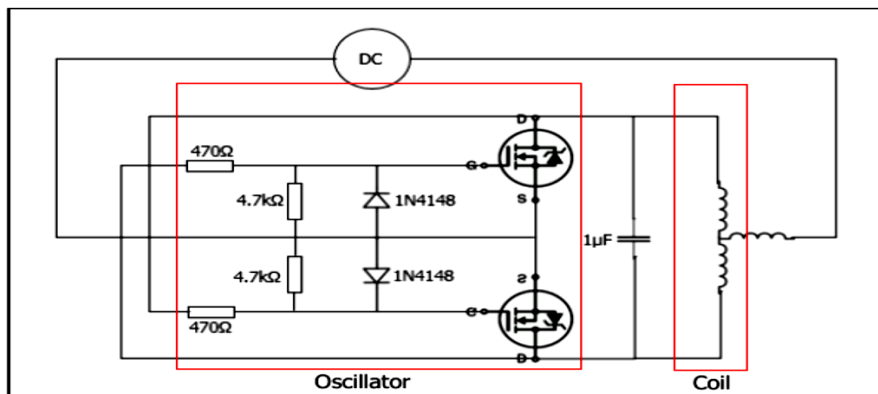 DC
D
470Ω
G
4.7kΩ
1N4148
S
1µF
4.7kΩ
1N4148
S
G
470Ω
D
Oscillator
Coil